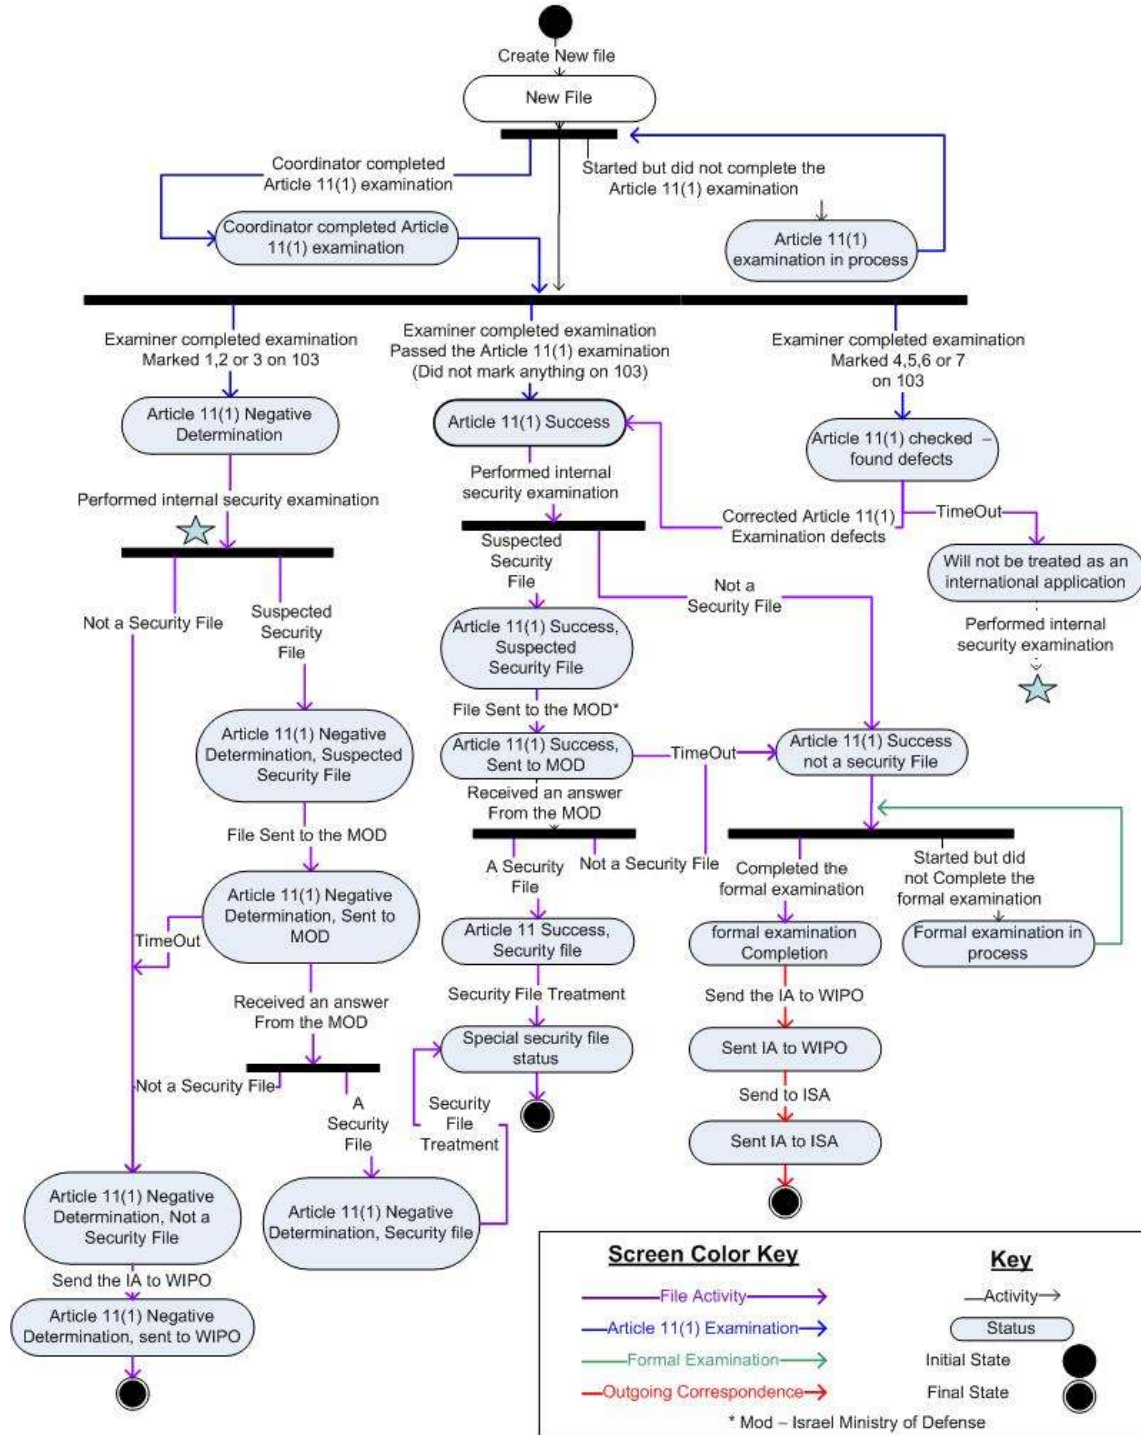 Create New file
New File
Coordinator completed
Article 11(1) examination
Started but did not complete the
Article 11(1) examination
Coordinator completed Article
11(1) examination
Article 11(1)
examination in process
Examiner completed examination
Marked 1,2 or 3 on 103
Examiner completed examination
Passed the Article 11(1) examination
(Did not mark anything on 103)
Examiner completed examination
Marked 4,5,6 or 7
on 103
Article 11(1) Negative
Determination
Article 11(1) Success
Article 11(1) checked –
found defects
Performed internal security examination
Performed internal
security examination
Corrected Article 11(1)
Examination defects
TimeOut
Will not be treated as an
international application
Performed internal
security examination
Not a Security File
Suspected
Security
File
Suspected
Security
File
Not a
Security File
Article 11(1) Success,
Suspected
Security File
File Sent to the MOD*
Article 11(1) Negative
Determination, Suspected
Security File
Article 11(1) Success,
Sent to MOD
TimeOut
Article 11(1) Success
not a security File
Received an answer
From the MOD
File Sent to the MOD
A Security
File
Not a Security File
Completed the
formal examination
Started but did
not Complete the
formal examination
Article 11(1) Negative
Determination, Sent to
MOD
TimeOut
Article 11 Success,
Security file
formal examination
Completion
Formal examination in
process
Received an answer
From the MOD
Security File Treatment
Send the IA to WIPO
Special security file
status
Sent IA to WIPO
Not a Security File
A
Security
File
Security
File
Treatment
Send to ISA
Sent IA to ISA
Article 11(1) Negative
Determination, Not a
Security File
Article 11(1) Negative
Determination, Security file
Send the IA to WIPO
Article 11(1) Negative
Determination, sent to WIPO
Screen Color Key
File Activity
Article 11(1) Examination
Formal Examination
Outgoing Correspondence
Key
Activity
Status
Initial State
Final State
* Mod – Israel Ministry of Defense